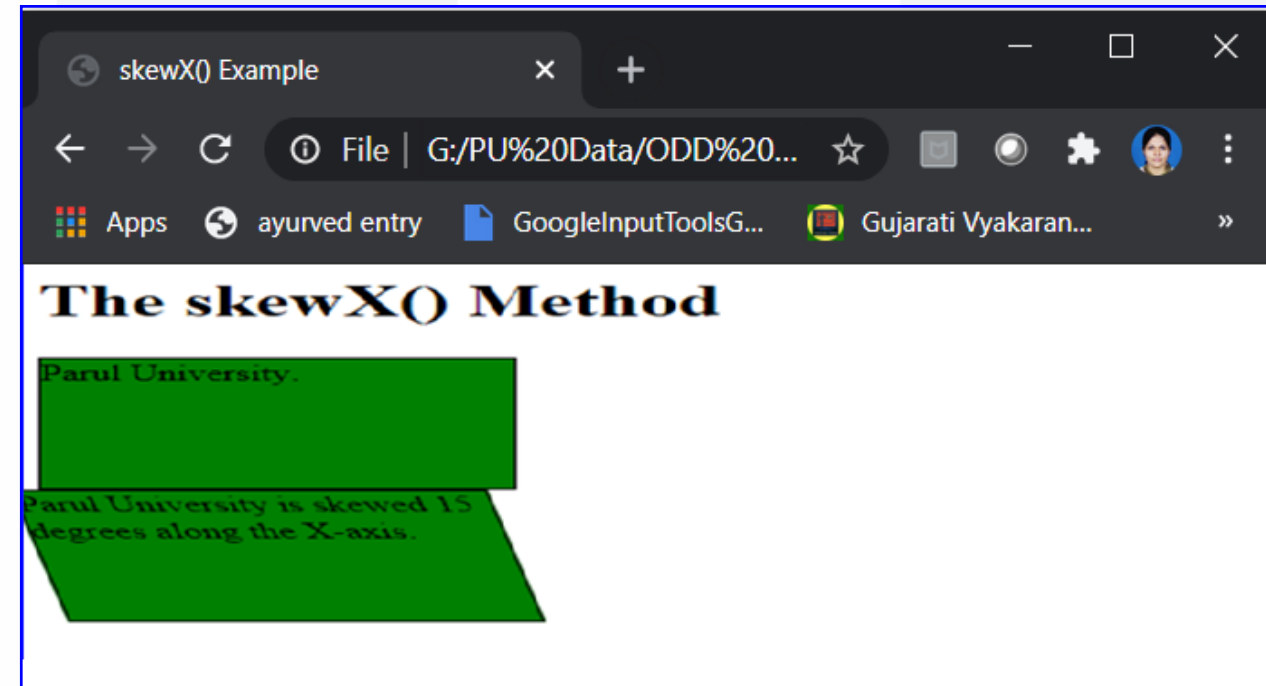 skewX() Example
File | G:/PU%20Data/ODD%20...
Apps ayurved entry GoogleInputToolsG... Gujarati Vyakaran... »
The skewX() Method
Parul University.
Parul University is skewed 15
degrees along the X-axis.